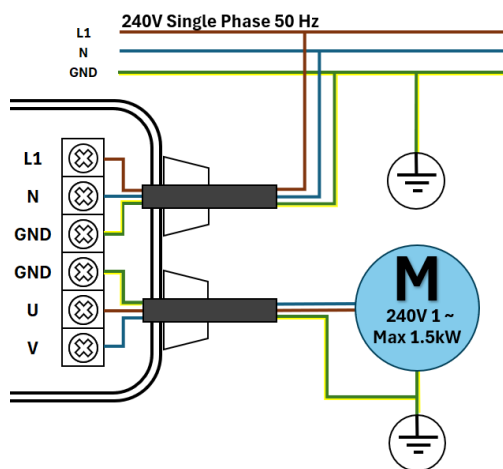 240V Single Phase 50 Hz
L1
N
GND
L1
N
GND
GND
U
V
M
240V 1 ~
Max 1.5kW